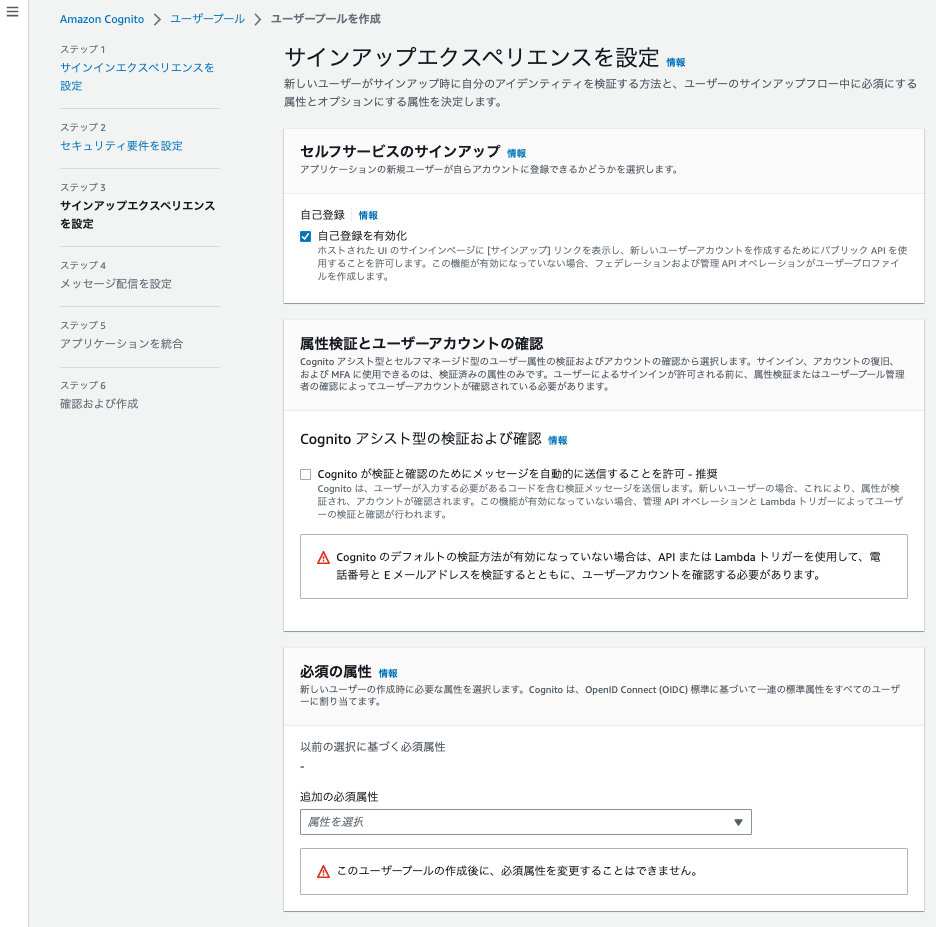 Amazon Cognito > ユーザープール > ユーザープールを作成
ステップ 1
サインインエクスペリエンスを
設定
ステップ 2
セキュリティ要件を設定
ステップ 3
サインアップエクスペリエンス
を設定
ステップ 4
メッセージ配信を設定
ステップ 5
アプリケーションを統合
ステップ 6
確認および作成
サインアップエクスペリエンスを設定 情報
新しいユーザーがサインアップ時に自分のアイデンティティを検証する方法と、ユーザーのサインアップフロー中に必須にする
属性とオプションにする属性を決定します。
セルフサービスのサインアップ 情報
アプリケーションの新規ユーザーが自らアカウントに登録できるかどうかを選択します。
自己登録 情報
自己登録を有効化
ホストされた UI のサインインページに [サインアップ] リンクを表示し、新しいユーザーアカウントを作成するためにパブリック API を使
用することを許可します。この機能が有効になっていない場合、フェデレーションおよび管理 API オペレーションがユーザープロファイ
ルを作成します。
属性検証とユーザーアカウントの確認
Cognito アシスト型とセルフマネージド型のユーザー属性の検証およびアカウントの確認から選択します。サインイン、アカウントの復旧、
および MFA に使用できるのは、検証済みの属性のみです。ユーザーによるサインインが許可される前に、属性検証またはユーザープール管理
者の確認によってユーザーアカウントが確認されている必要があります。
Cognito アシスト型の検証および確認 情報
Cognito が検証と確認のためにメッセージを自動的に送信することを許可 - 推奨
Cognito は、ユーザーが入力する必要があるコードを含む検証メッセージを送信します。新しいユーザーの場合、これにより、属性が検
証され、アカウントが確認されます。この機能が有効になっていない場合、管理 API オペレーションと Lambda トリガーによってユーザ
ーの検証と確認が行われます。
Cognito のデフォルトの検証方法が有効になっていない場合は、API または Lambda トリガーを使用して、電
話番号と E メールアドレスを検証するとともに、ユーザーアカウントを確認する必要があります。
必須の属性 情報
新しいユーザーの作成時に必要な属性を選択します。Cognito は、OpenID Connect (OIDC) 標準に基づいて一連の標準属性をすべてのユーザ
ーに割り当てます。
以前の選択に基づく必須属性
-
追加の必須属性
属性を選択
このユーザープールの作成後に、必須属性を変更することはできません。